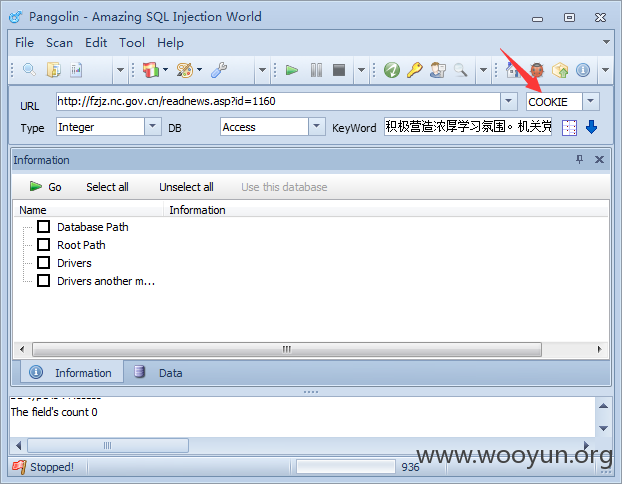 Pangolin - Amazing SQL Injection World
File Scan Edit Tool Help
URL http://fzjz.nc.gov.cn/readnews.asp?id=1160 COOKIE
Type Integer DB Access KeyWord 积极营造浓厚学习氛围。机关党
Information
Go Select all Unselect all Use this database
Name Information
Database Path
Root Path
Drivers
Drivers another m...
Information Data
The field's count 0
www.wooyun.org
Stopped! 936